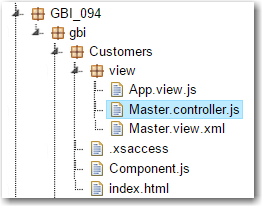 GBI_094
gbi
Customers
view
App.view.js
Master.controller.js
Master.view.xml
.xsaccess
Component.js
index.html